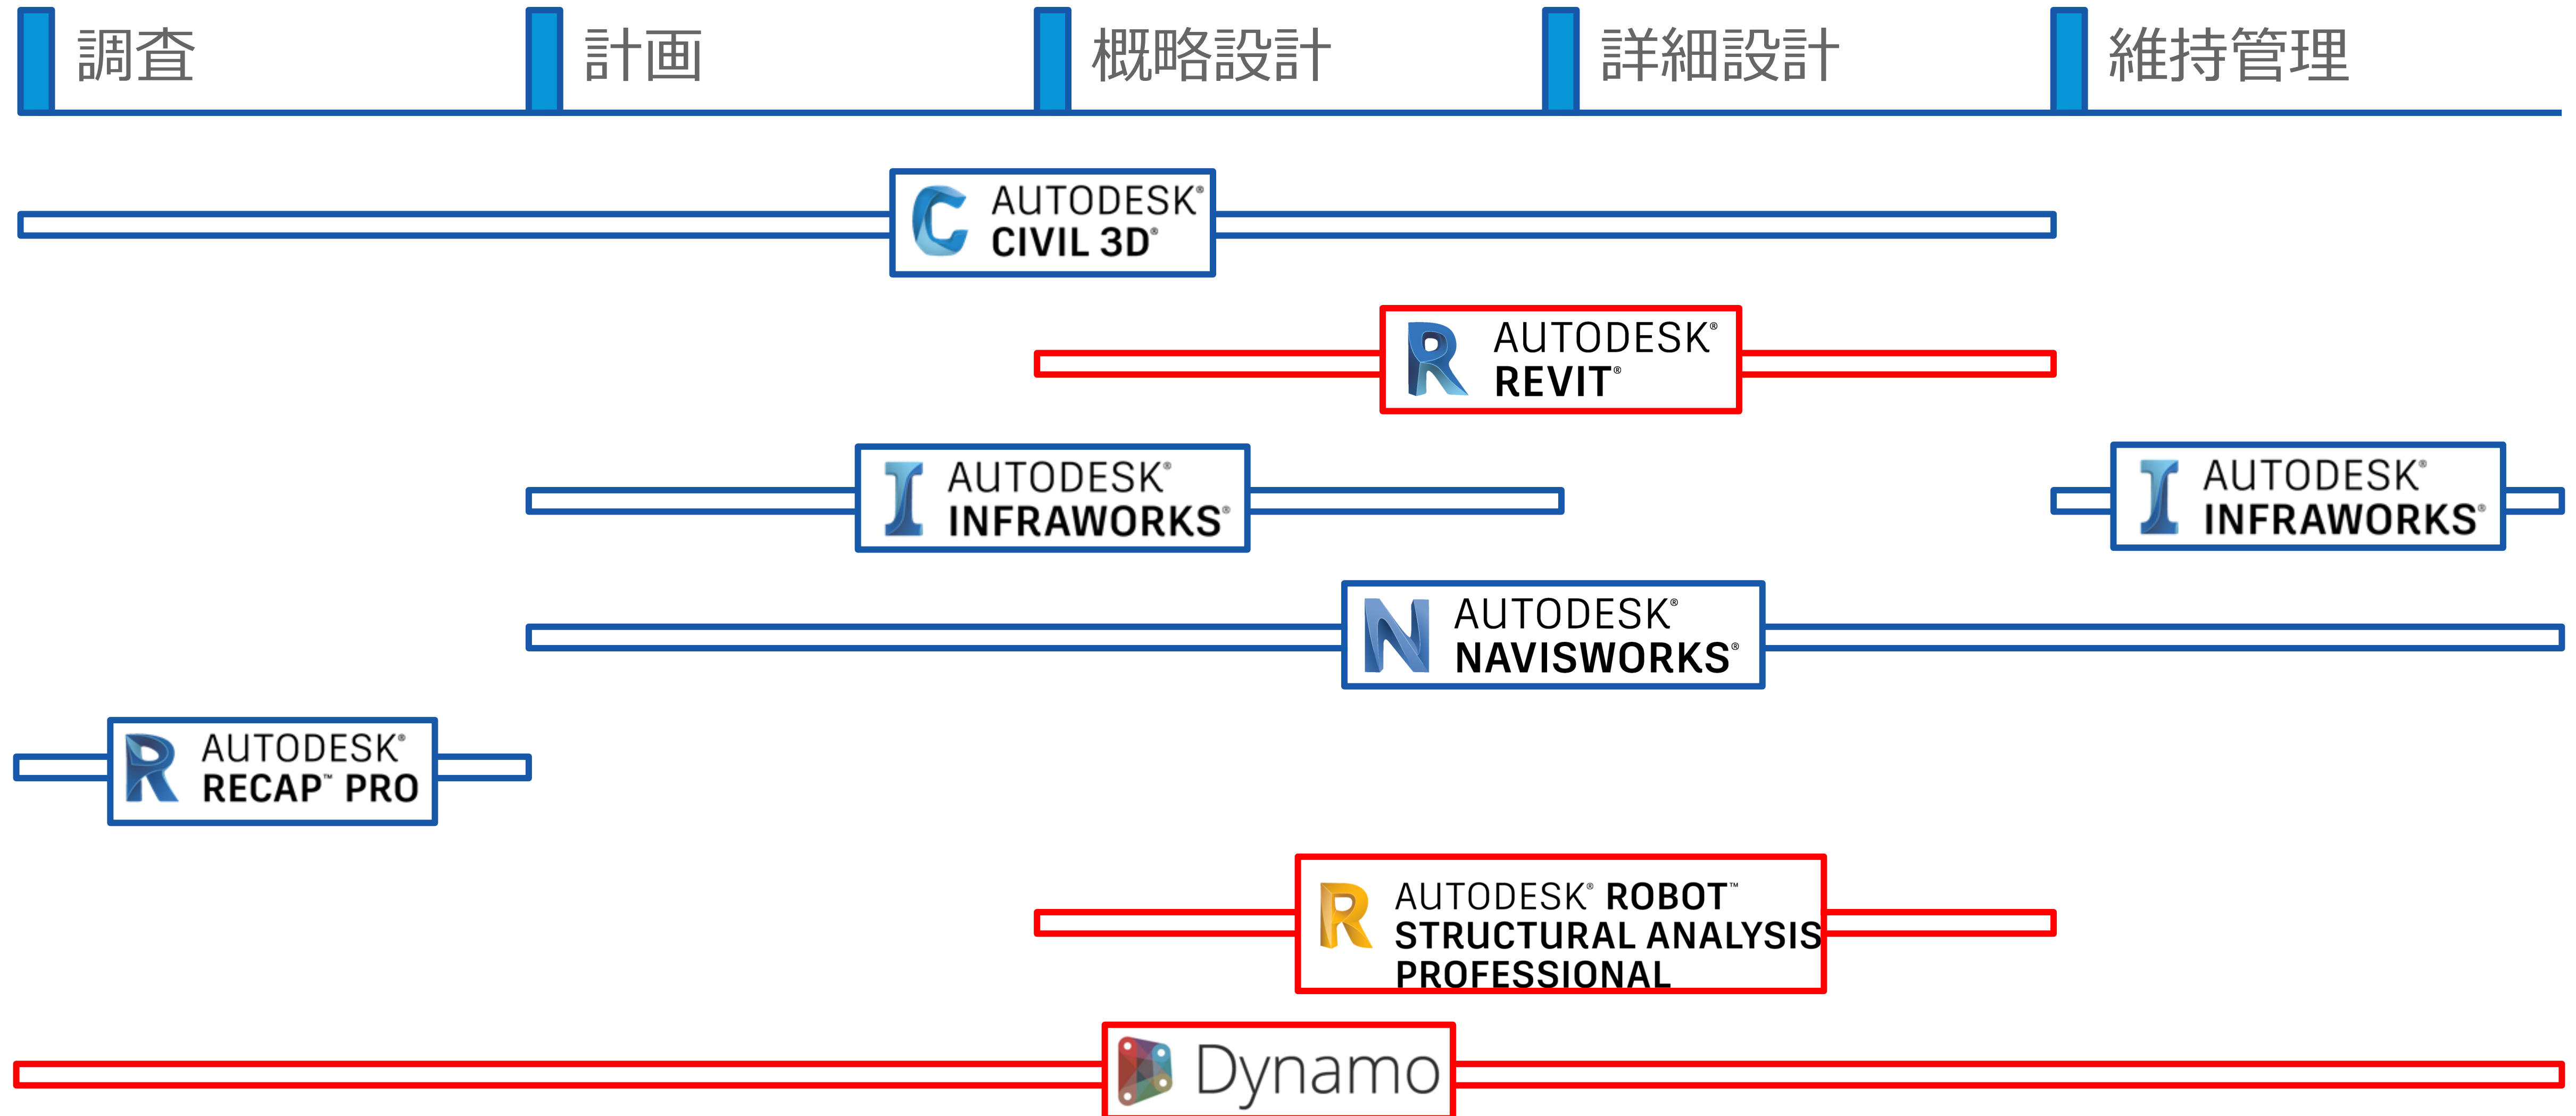 調査 計画 概略設計 詳細設計 維持管理
AUTODESK®
CIVIL 3D®
AUTODESK®
REVIT®
AUTODESK®
INFRAWORKS®
AUTODESK®
INFRAWORKS®
AUTODESK®
NAVISWORKS®
AUTODESK®
RECAP™ PRO
AUTODESK® ROBOT™
STRUCTURAL ANALYSIS
PROFESSIONAL
Dynamo